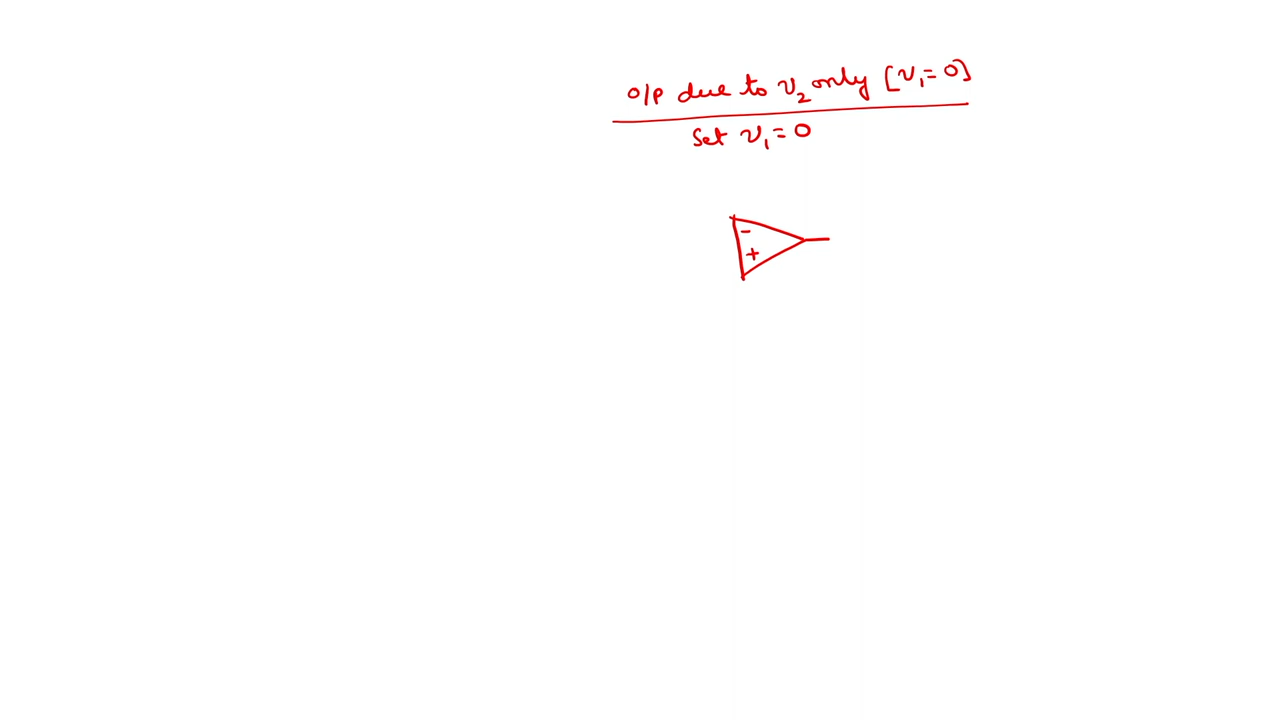 o/p due to v₂ only [v₁=0]
Set v₁=0
-
+